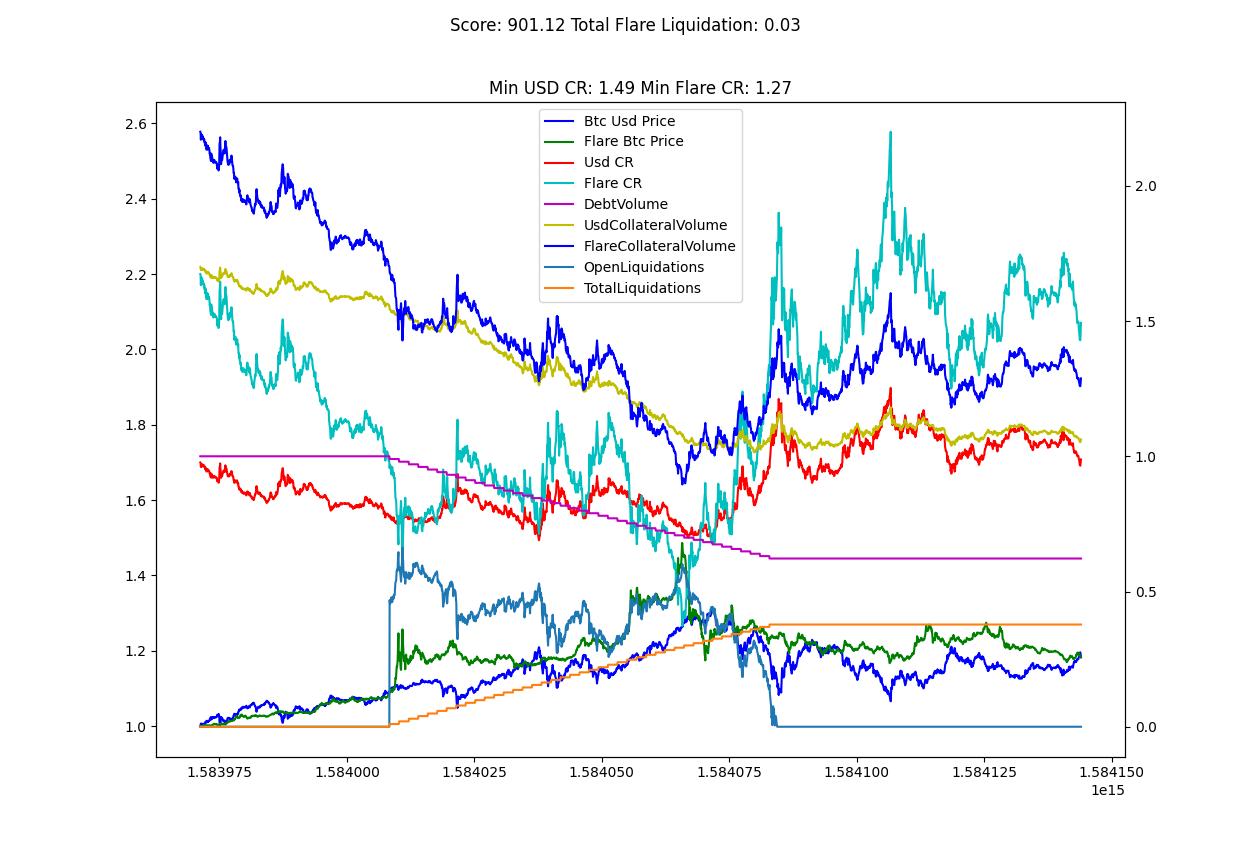 Score: 901.12 Total Flare Liquidation: 0.03
Min USD CR: 1.49 Min Flare CR: 1.27
2.6
2.4
2.2
2.0
1.8
1.6
1.4
1.2
1.0
Btc Usd Price
Flare Btc Price
Usd CR
Flare CR
DebtVolume
UsdCollateralVolume
FlareCollateralVolume
OpenLiquidations
TotalLiquidations
2.0
1.5
1.0
0.5
0.0
1.583975 1.584000 1.584025 1.584050 1.584075 1.584100 1.584125 1.584150
1e15